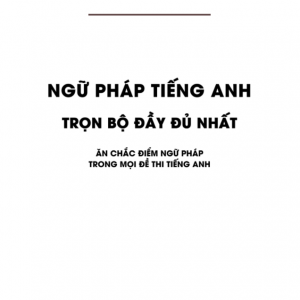 NGỮ PHÁP TIẾNG ANH
TRỌN BỘ ĐẦY ĐỦ NHẤT
ĂN CHẮC ĐIỂM NGỮ PHÁP
TRONG MỌI ĐỀ THI TIẾNG ANH